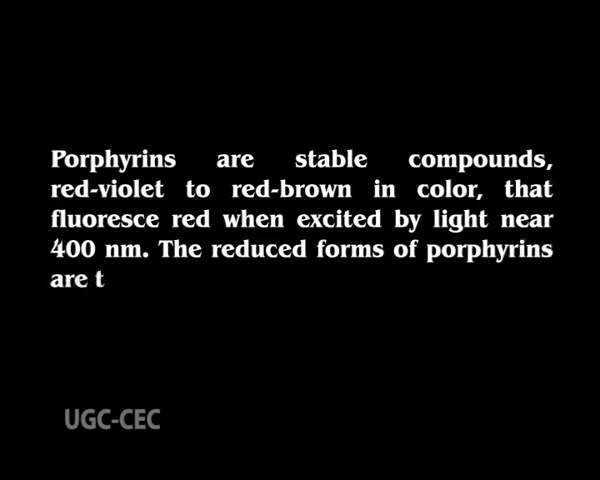 Porphyrins are stable compounds,
red-violet to red-brown in color, that
fluoresce red when excited by light near
400 nm. The reduced forms of porphyrins
are t
UGC-CEC